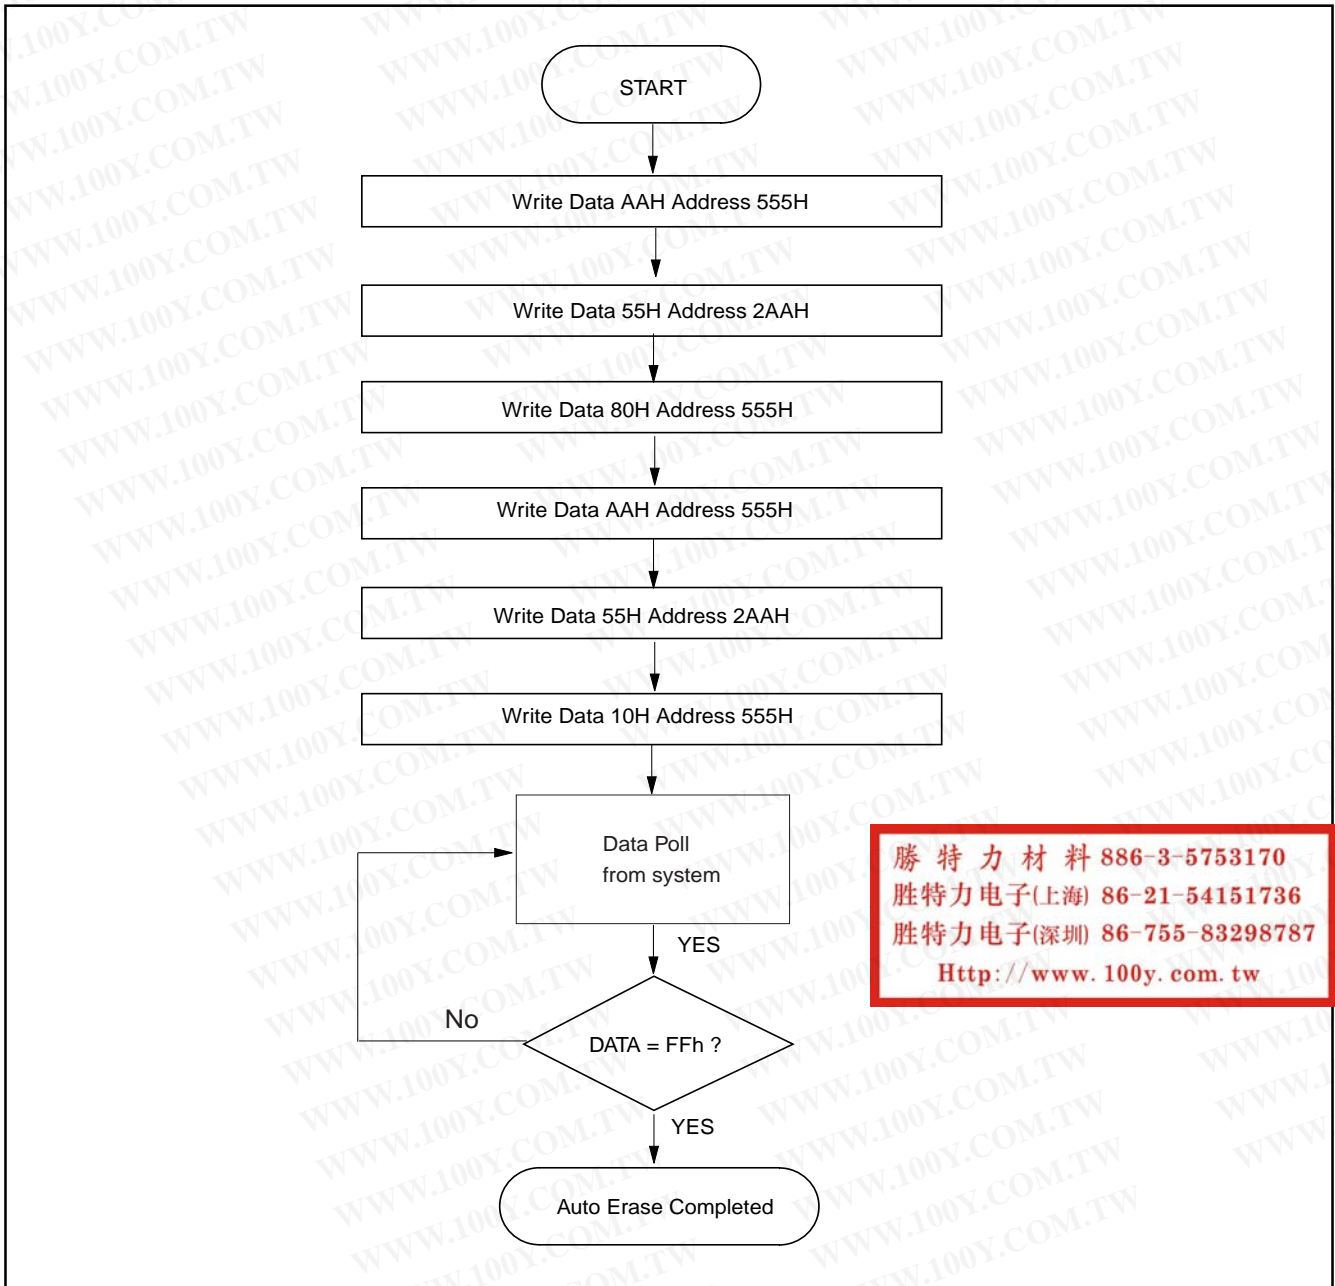 START
Write Data AAH Address 555H
Write Data 55H Address 2AAH
Write Data 80H Address 555H
Write Data AAH Address 555H
Write Data 55H Address 2AAH
Write Data 10H Address 555H
Data Poll
from system
YES
No
DATA = FFh ?
YES
Auto Erase Completed
勝 特 力 材 料 886-3-5753170
胜特力电子(上海) 86-21-54151736
胜特力电子(深圳) 86-755-83298787
Http://www.100y.com.tw
WWW.100Y.COM.TW